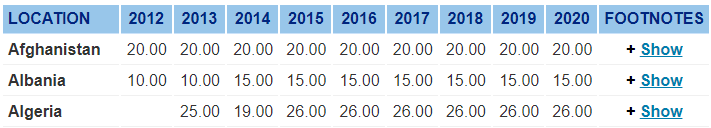 LOCATION 2012 2013 2014 2015 2016 2017 2018 2019 2020 FOOTNOTES
Afghanistan 20.00 20.00 20.00 20.00 20.00 20.00 20.00 20.00 20.00 + Show
Albania 10.00 10.00 15.00 15.00 15.00 15.00 15.00 15.00 15.00 + Show
Algeria 25.00 19.00 26.00 26.00 26.00 26.00 26.00 26.00 + Show